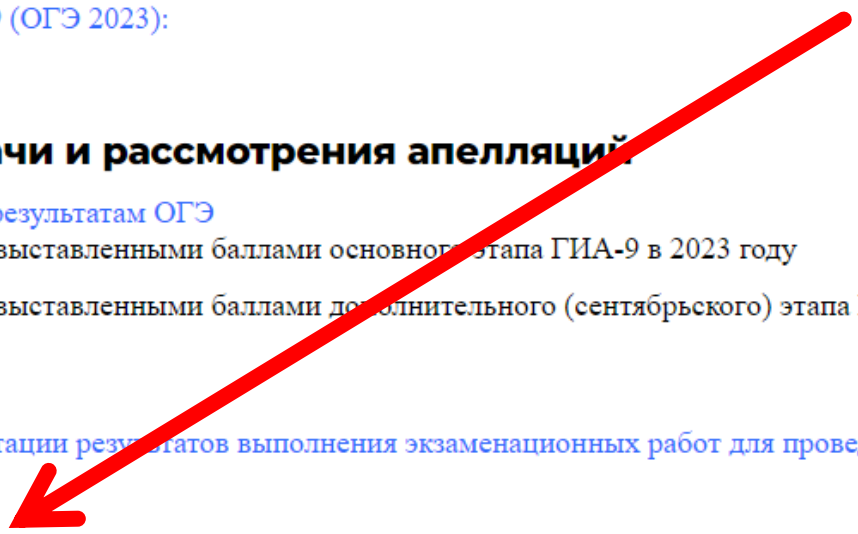 (ОГЭ 2023):
чи и рассмотрения апелляций
результатам ОГЭ
выставленными баллами основного этапа ГИА-9 в 2023 году
выставленными баллами дополнительного (сентябрьского) этапа
тации результатов выполнения экзаменационных работ для прове